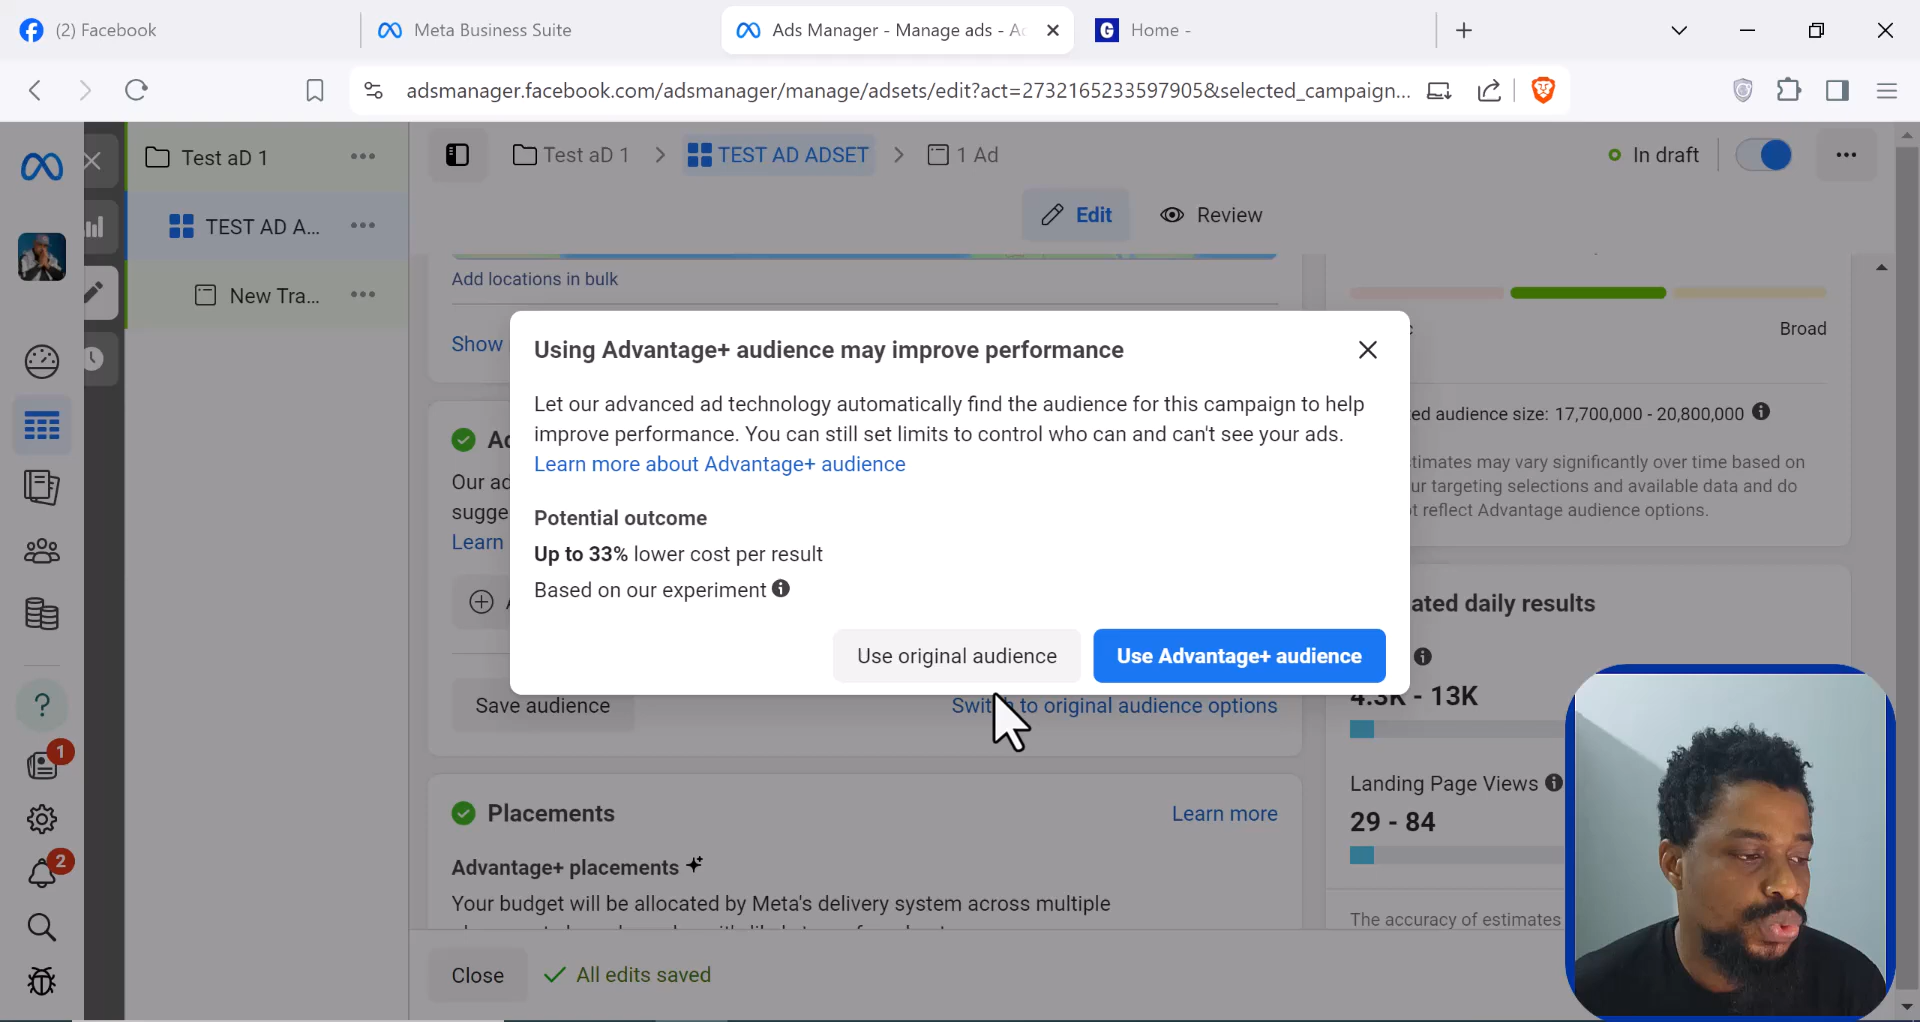 (2) Facebook
Meta Business Suite
Ads Manager - Manage ads - Ac
Home -
adsmanager.facebook.com/adsmanager/manage/adsets/edit?act=2732165233597905&selected_campaign...
Test aD 1
TEST AD A...
New Tra...
Test aD 1
TEST AD ADSET
1 Ad
In draft
Edit
Review
Add locations in bulk
Show
Using Advantage+ audience may improve performance
Let our advanced ad technology automatically find the audience for this campaign to help
improve performance. You can still set limits to control who can and can't see your ads.
Learn more about Advantage+ audience
Potential outcome
Up to 33% lower cost per result
Based on our experiment
Use original audience
Use Advantage+ audience
Our ad
sugge
Learn
Save audience
Switch to original audience options
Placements
Learn more
Advantage+ placements
Your budget will be allocated by Meta's delivery system across multiple
Close
All edits saved
Broad
ed audience size: 17,700,000 - 20,800,000
timates may vary significantly over time based on
ur targeting selections and available data and do
t reflect Advantage audience options.
ated daily results
4.3K - 13K
Landing Page Views
29 - 84
The accuracy of estimates
1
2